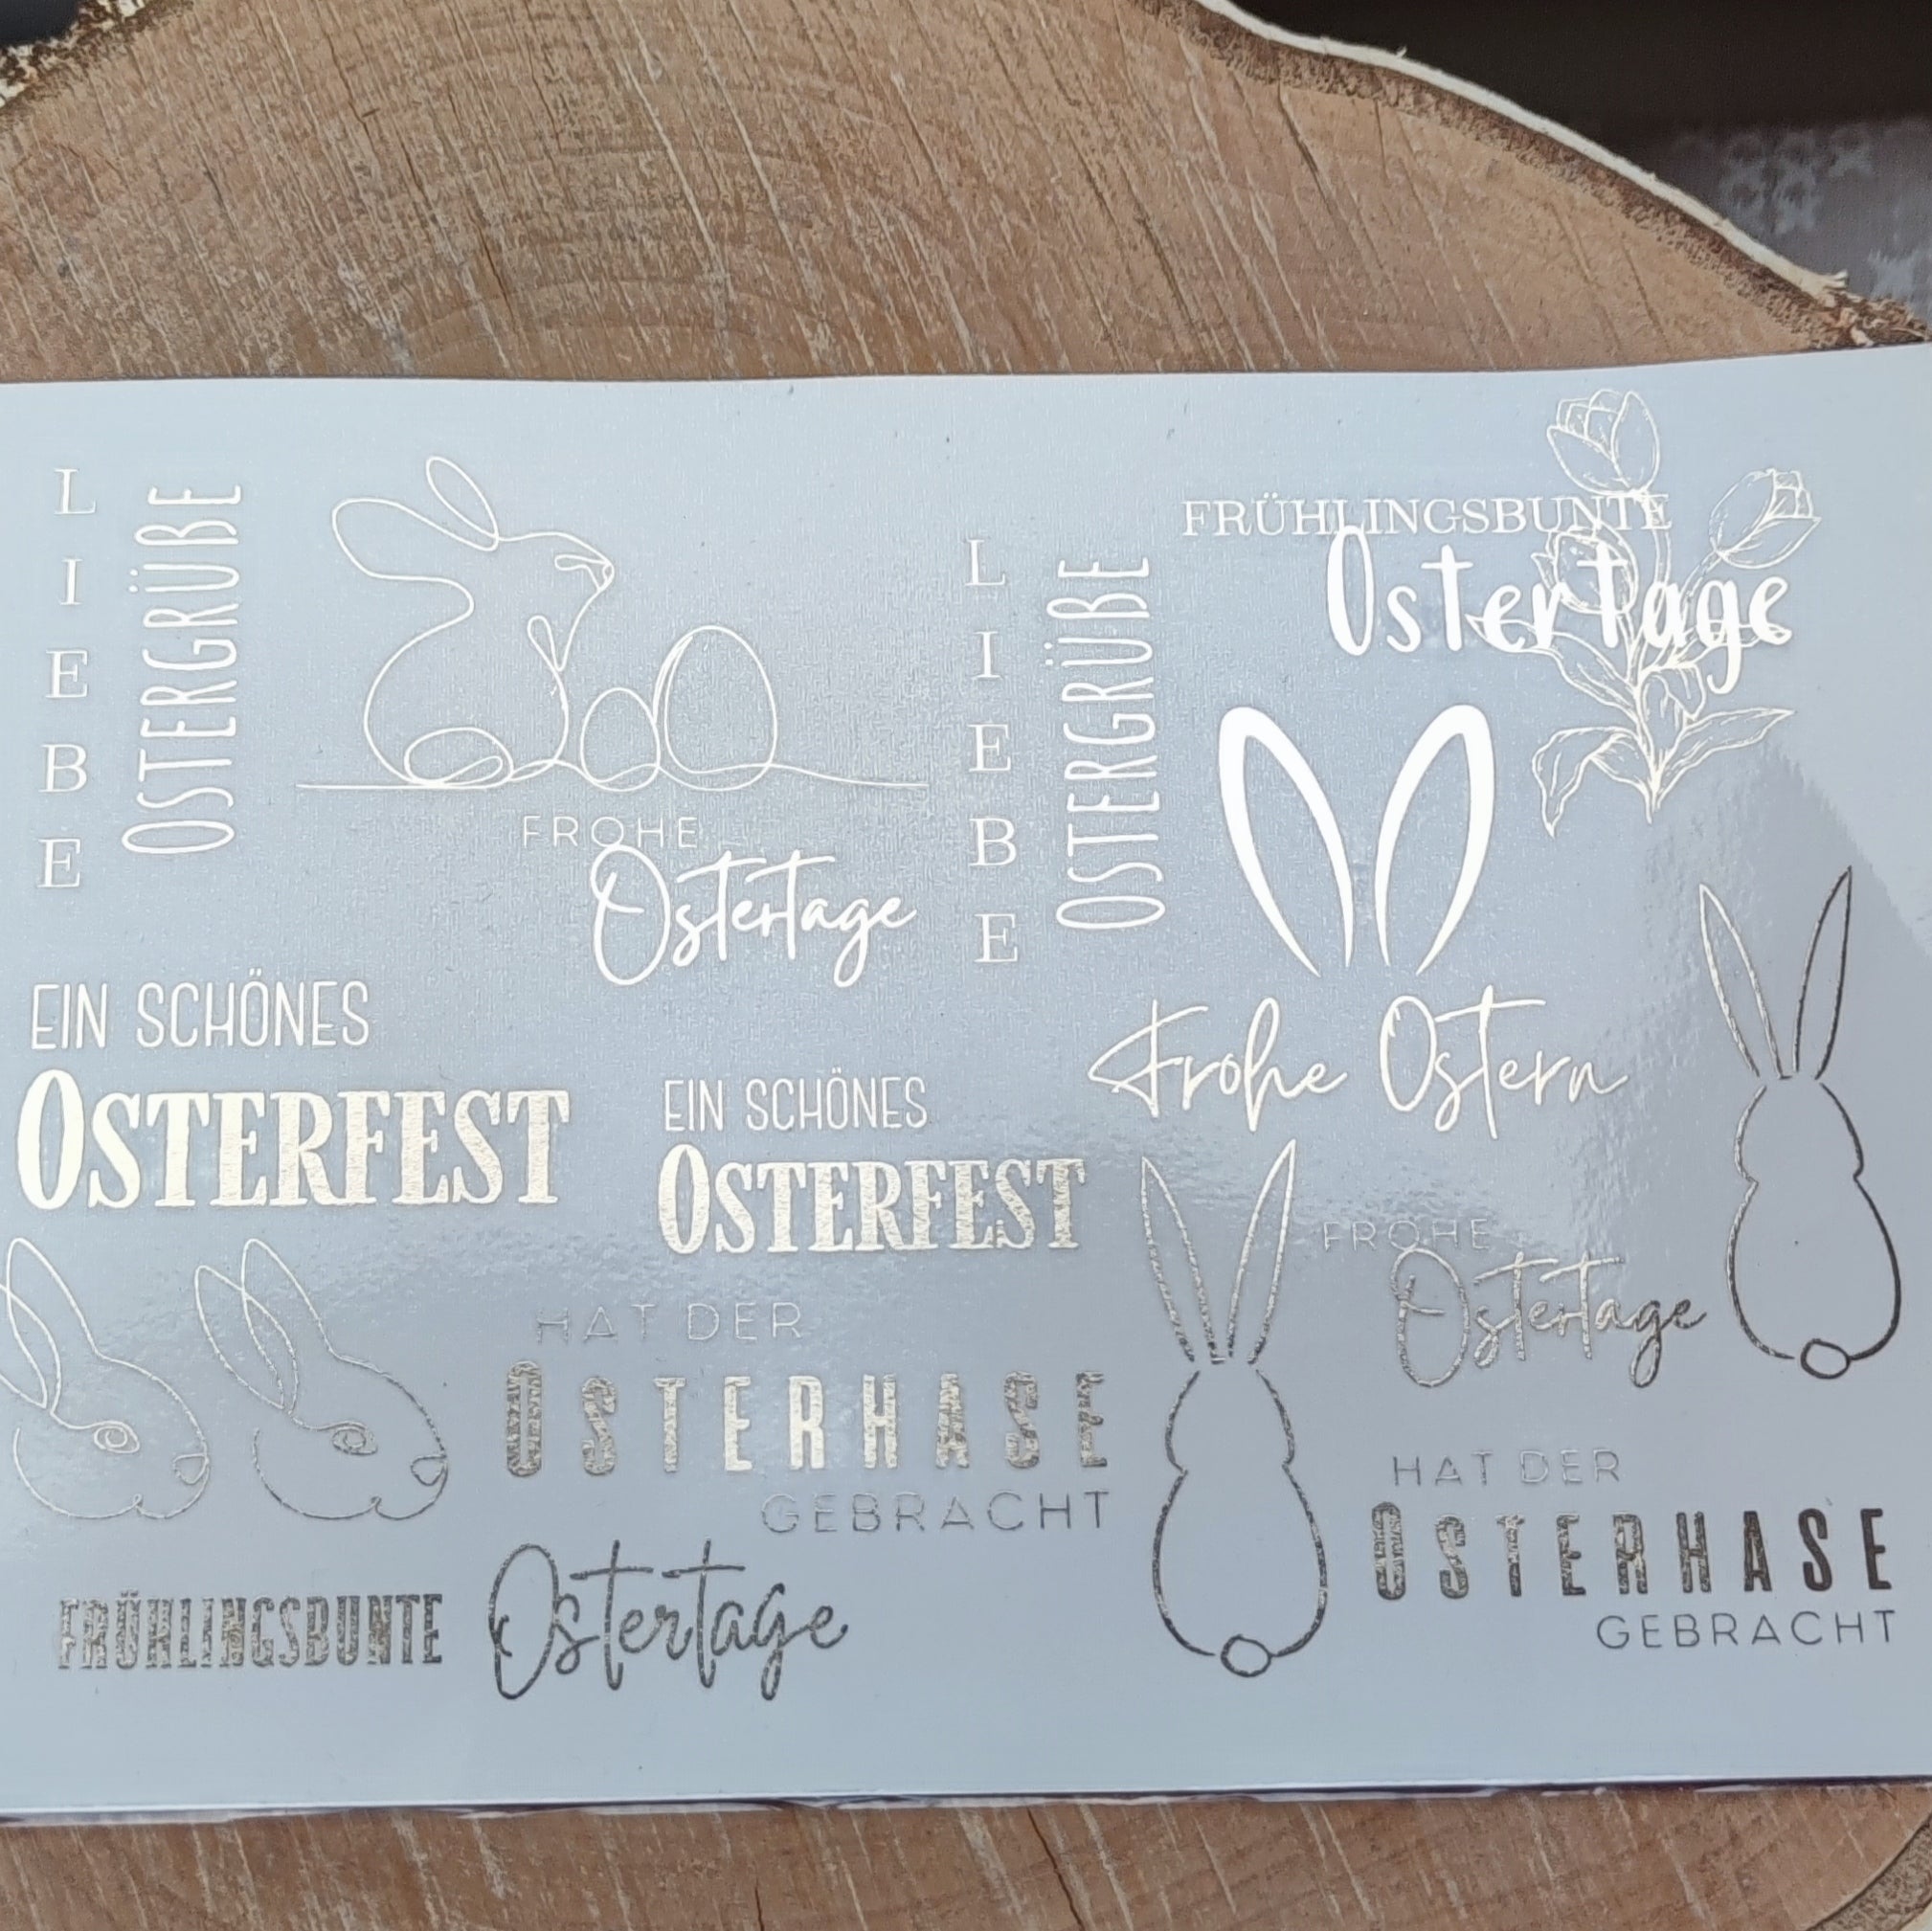 LIEBE
OSTERGRÜßE
FROHE
Ostertage
LIEBE
OSTERGRÜßE
FRÜHLINGSBUNTE
Ostertage
Frohe Ostern
EIN SCHÖNES
OSTERFEST
EIN SCHÖNES
OSTERFEST
FROHE
Ostertage
HAT DER
OSTERHASE
GEBRACHT
HAT DER
OSTERHASE
GEBRACHT
FRÜHLINGSBUNTE Ostertage